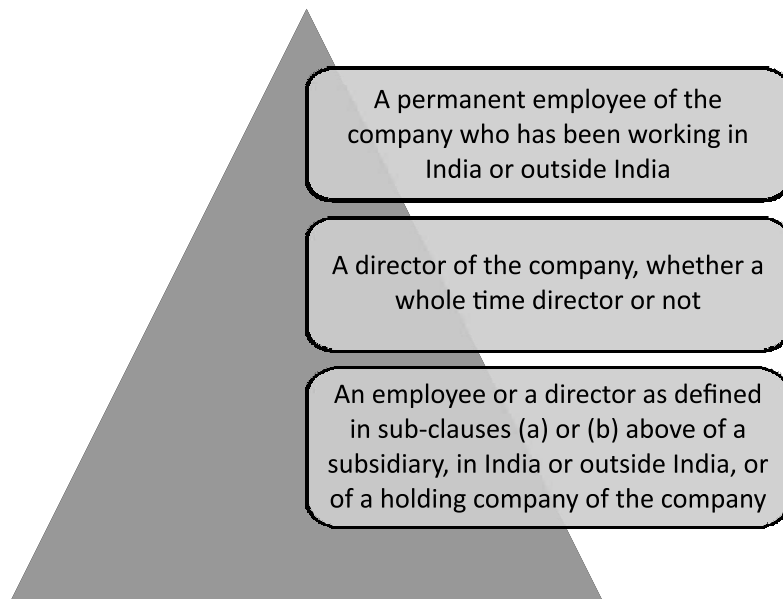 A permanent employee of the
company who has been working in
India or outside India
A director of the company, whether a
whole time director or not
An employee or a director as defined
in sub-clauses (a) or (b) above of a
subsidiary, in India or outside India, or
of a holding company of the company